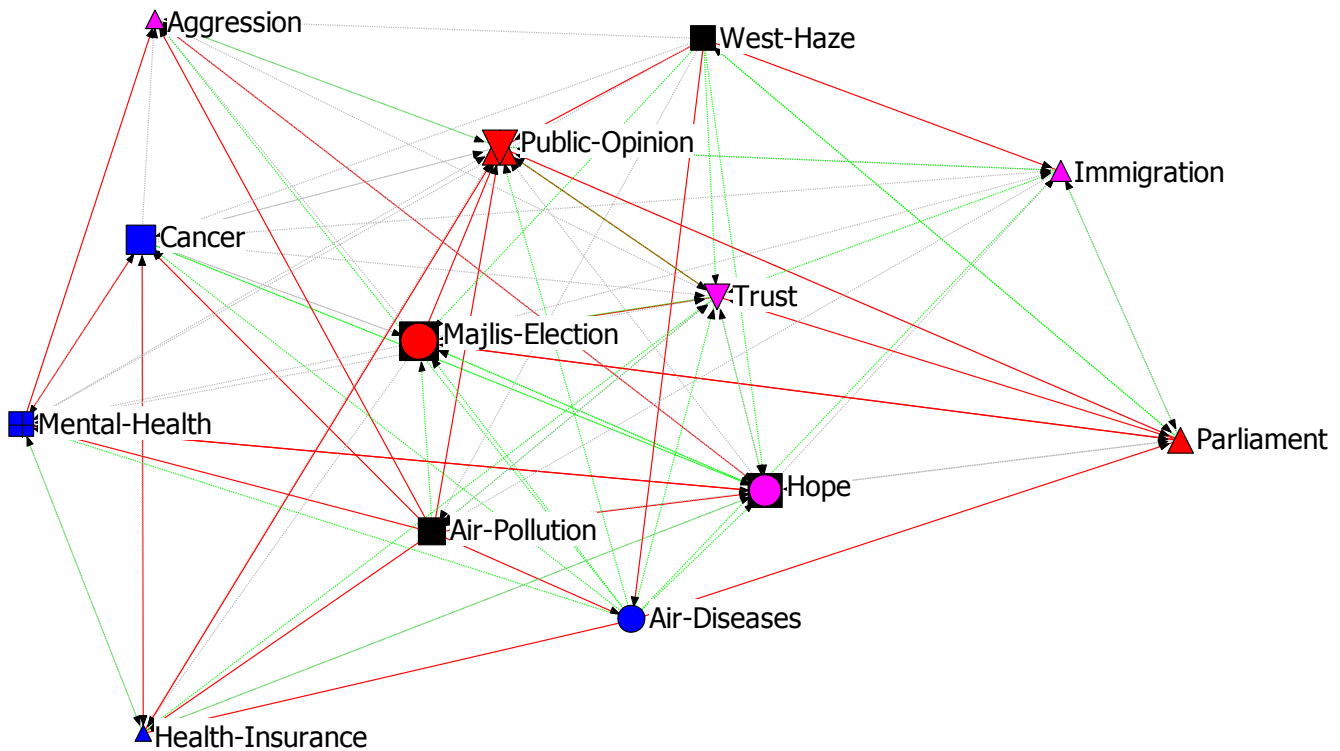 Aggression
West-Haze
Public-Opinion
Immigration
Cancer
Trust
Majlis-Election
Mental-Health
Parliament
Hope
Air-Pollution
Air-Diseases
Health-Insurance